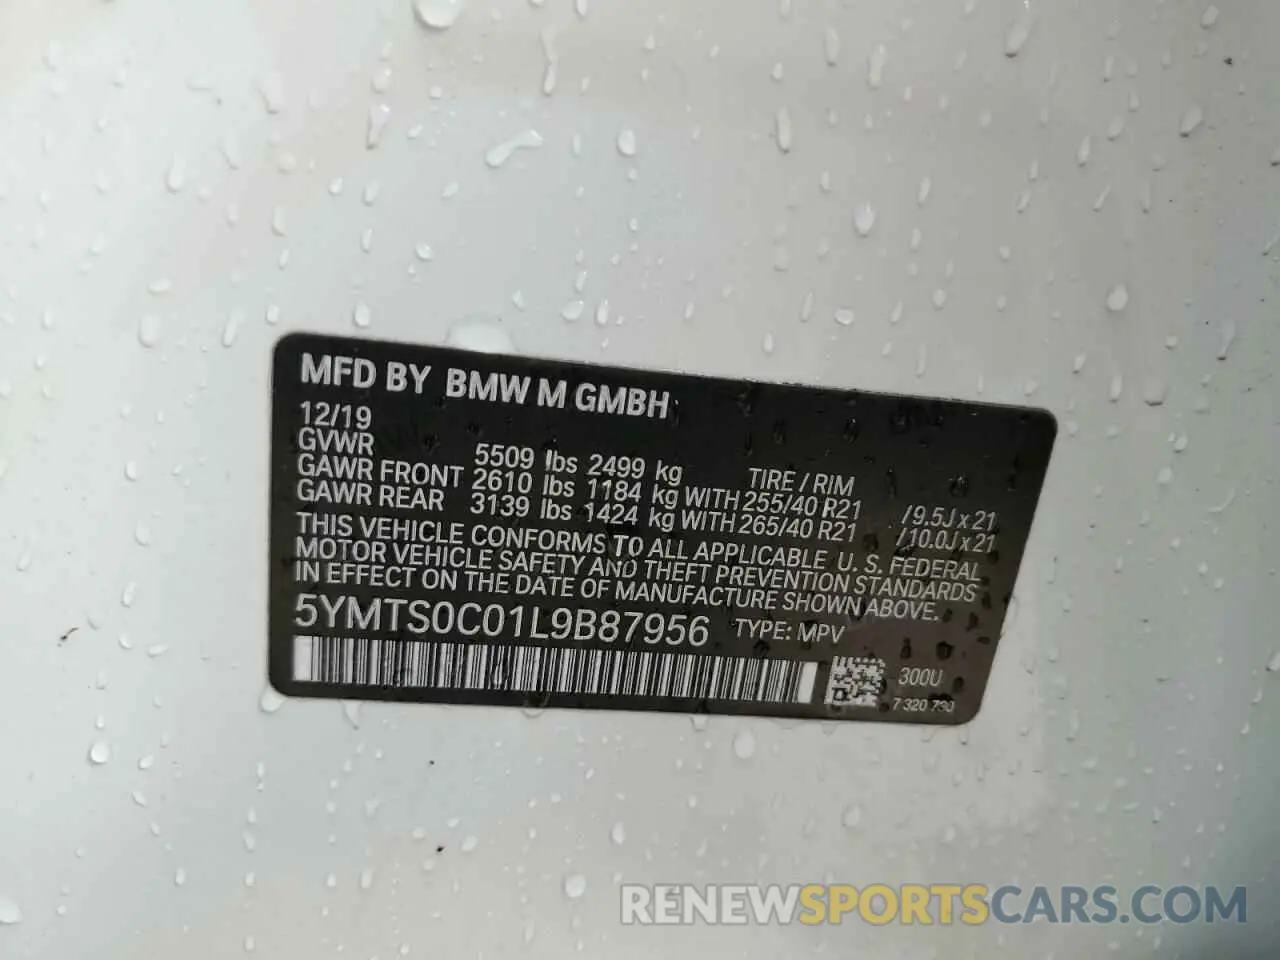 MFD BY BMW M GMBH
12/19
GVWR 5509 lbs 2499 kg TIRE / RIM
GAWR FRONT 2610 lbs 1184 kg WITH 255/40 R21 /9.5J x 21
GAWR REAR 3139 lbs 1424 kg WITH 265/40 R21 /10.0J x 21
THIS VEHICLE CONFORMS TO ALL APPLICABLE U. S. FEDERAL
MOTOR VEHICLE SAFETY AND THEFT PREVENTION STANDARDS
IN EFFECT ON THE DATE OF MANUFACTURE SHOWN ABOVE.
5YMTS0C01L9B87956 TYPE: MPV
300U
7 320 730
RENEWSPORTSCARS.COM